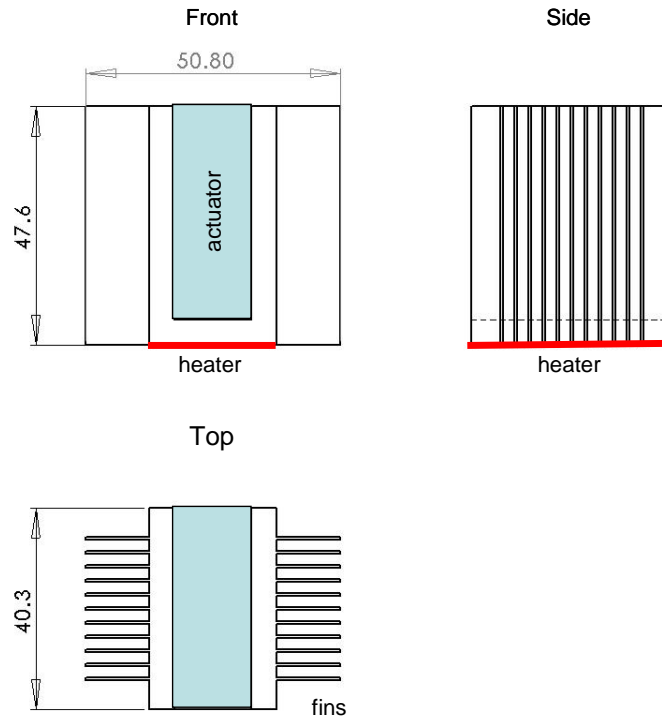 Front
Side
50.80
47.6
actuator
heater
heater
Top
40.3
fins